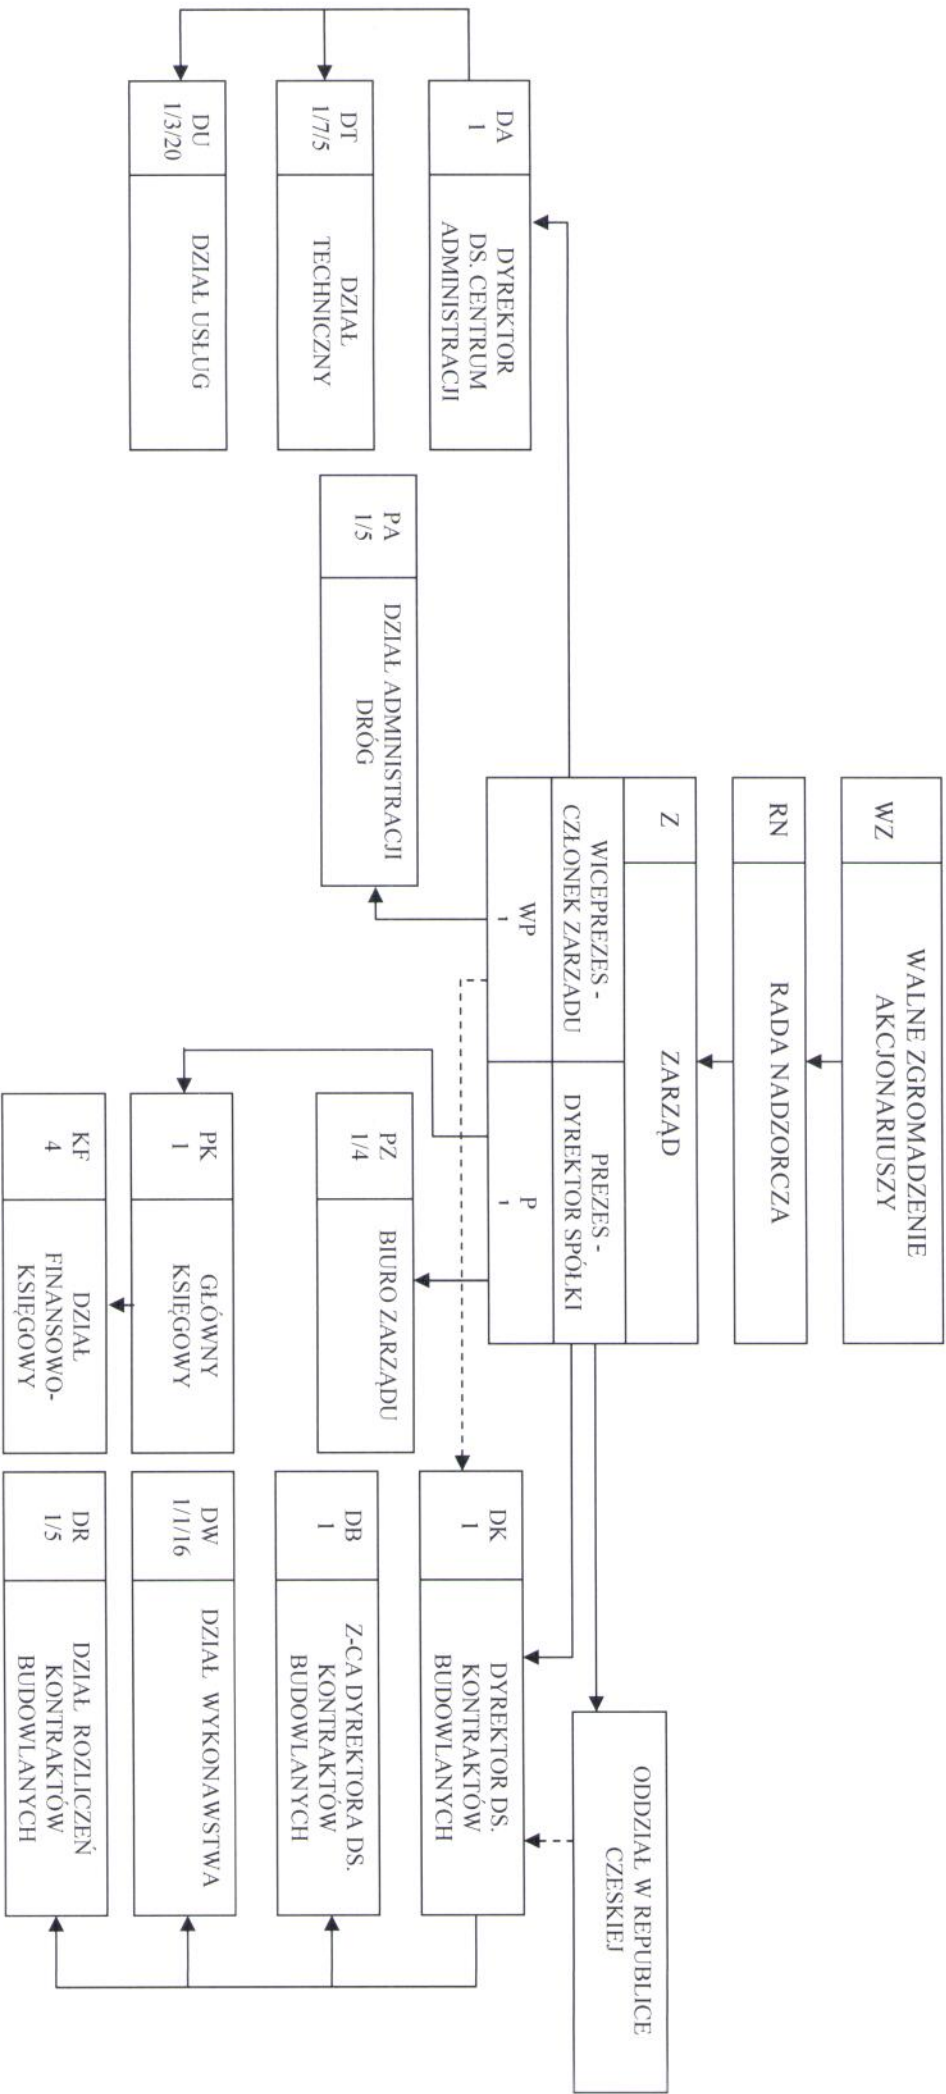 WZ
WALNE ZGROMADZENIE
AKCJONARIUSZY
RN
RADA NADZORCZA
Z
ZARZĄD
WICEPREZES -
CZŁONEK ZARZADU
PREZES -
DYREKTOR SPÓŁKI
WP
1
P
1
ODDZIAŁ W REPUBLICE
CZESKIEJ
DA
1
DYREKTOR
DS. CENTRUM
ADMINISTRACJI
DT
1/7/5
DZIAŁ
TECHNICZNY
DU
1/3/20
DZIAŁ USŁUG
PA
1/5
DZIAŁ ADMINISTRACJI
DRÓG
PZ
1/4
BIURO ZARZĄDU
PK
1
GŁÓWNY
KSIĘGOWY
KF
4
DZIAŁ
FINANSOWO-
KSIĘGOWY
DK
1
DYREKTOR DS.
KONTRAKTÓW
BUDOWLANYCH
DB
1
Z-CA DYREKTORA DS.
KONTRAKTÓW
BUDOWLANYCH
DW
1/1/16
DZIAŁ WYKONAWSTWA
DR
1/5
DZIAŁ ROZLICZEŃ
KONTRAKTÓW
BUDOWLANYCH